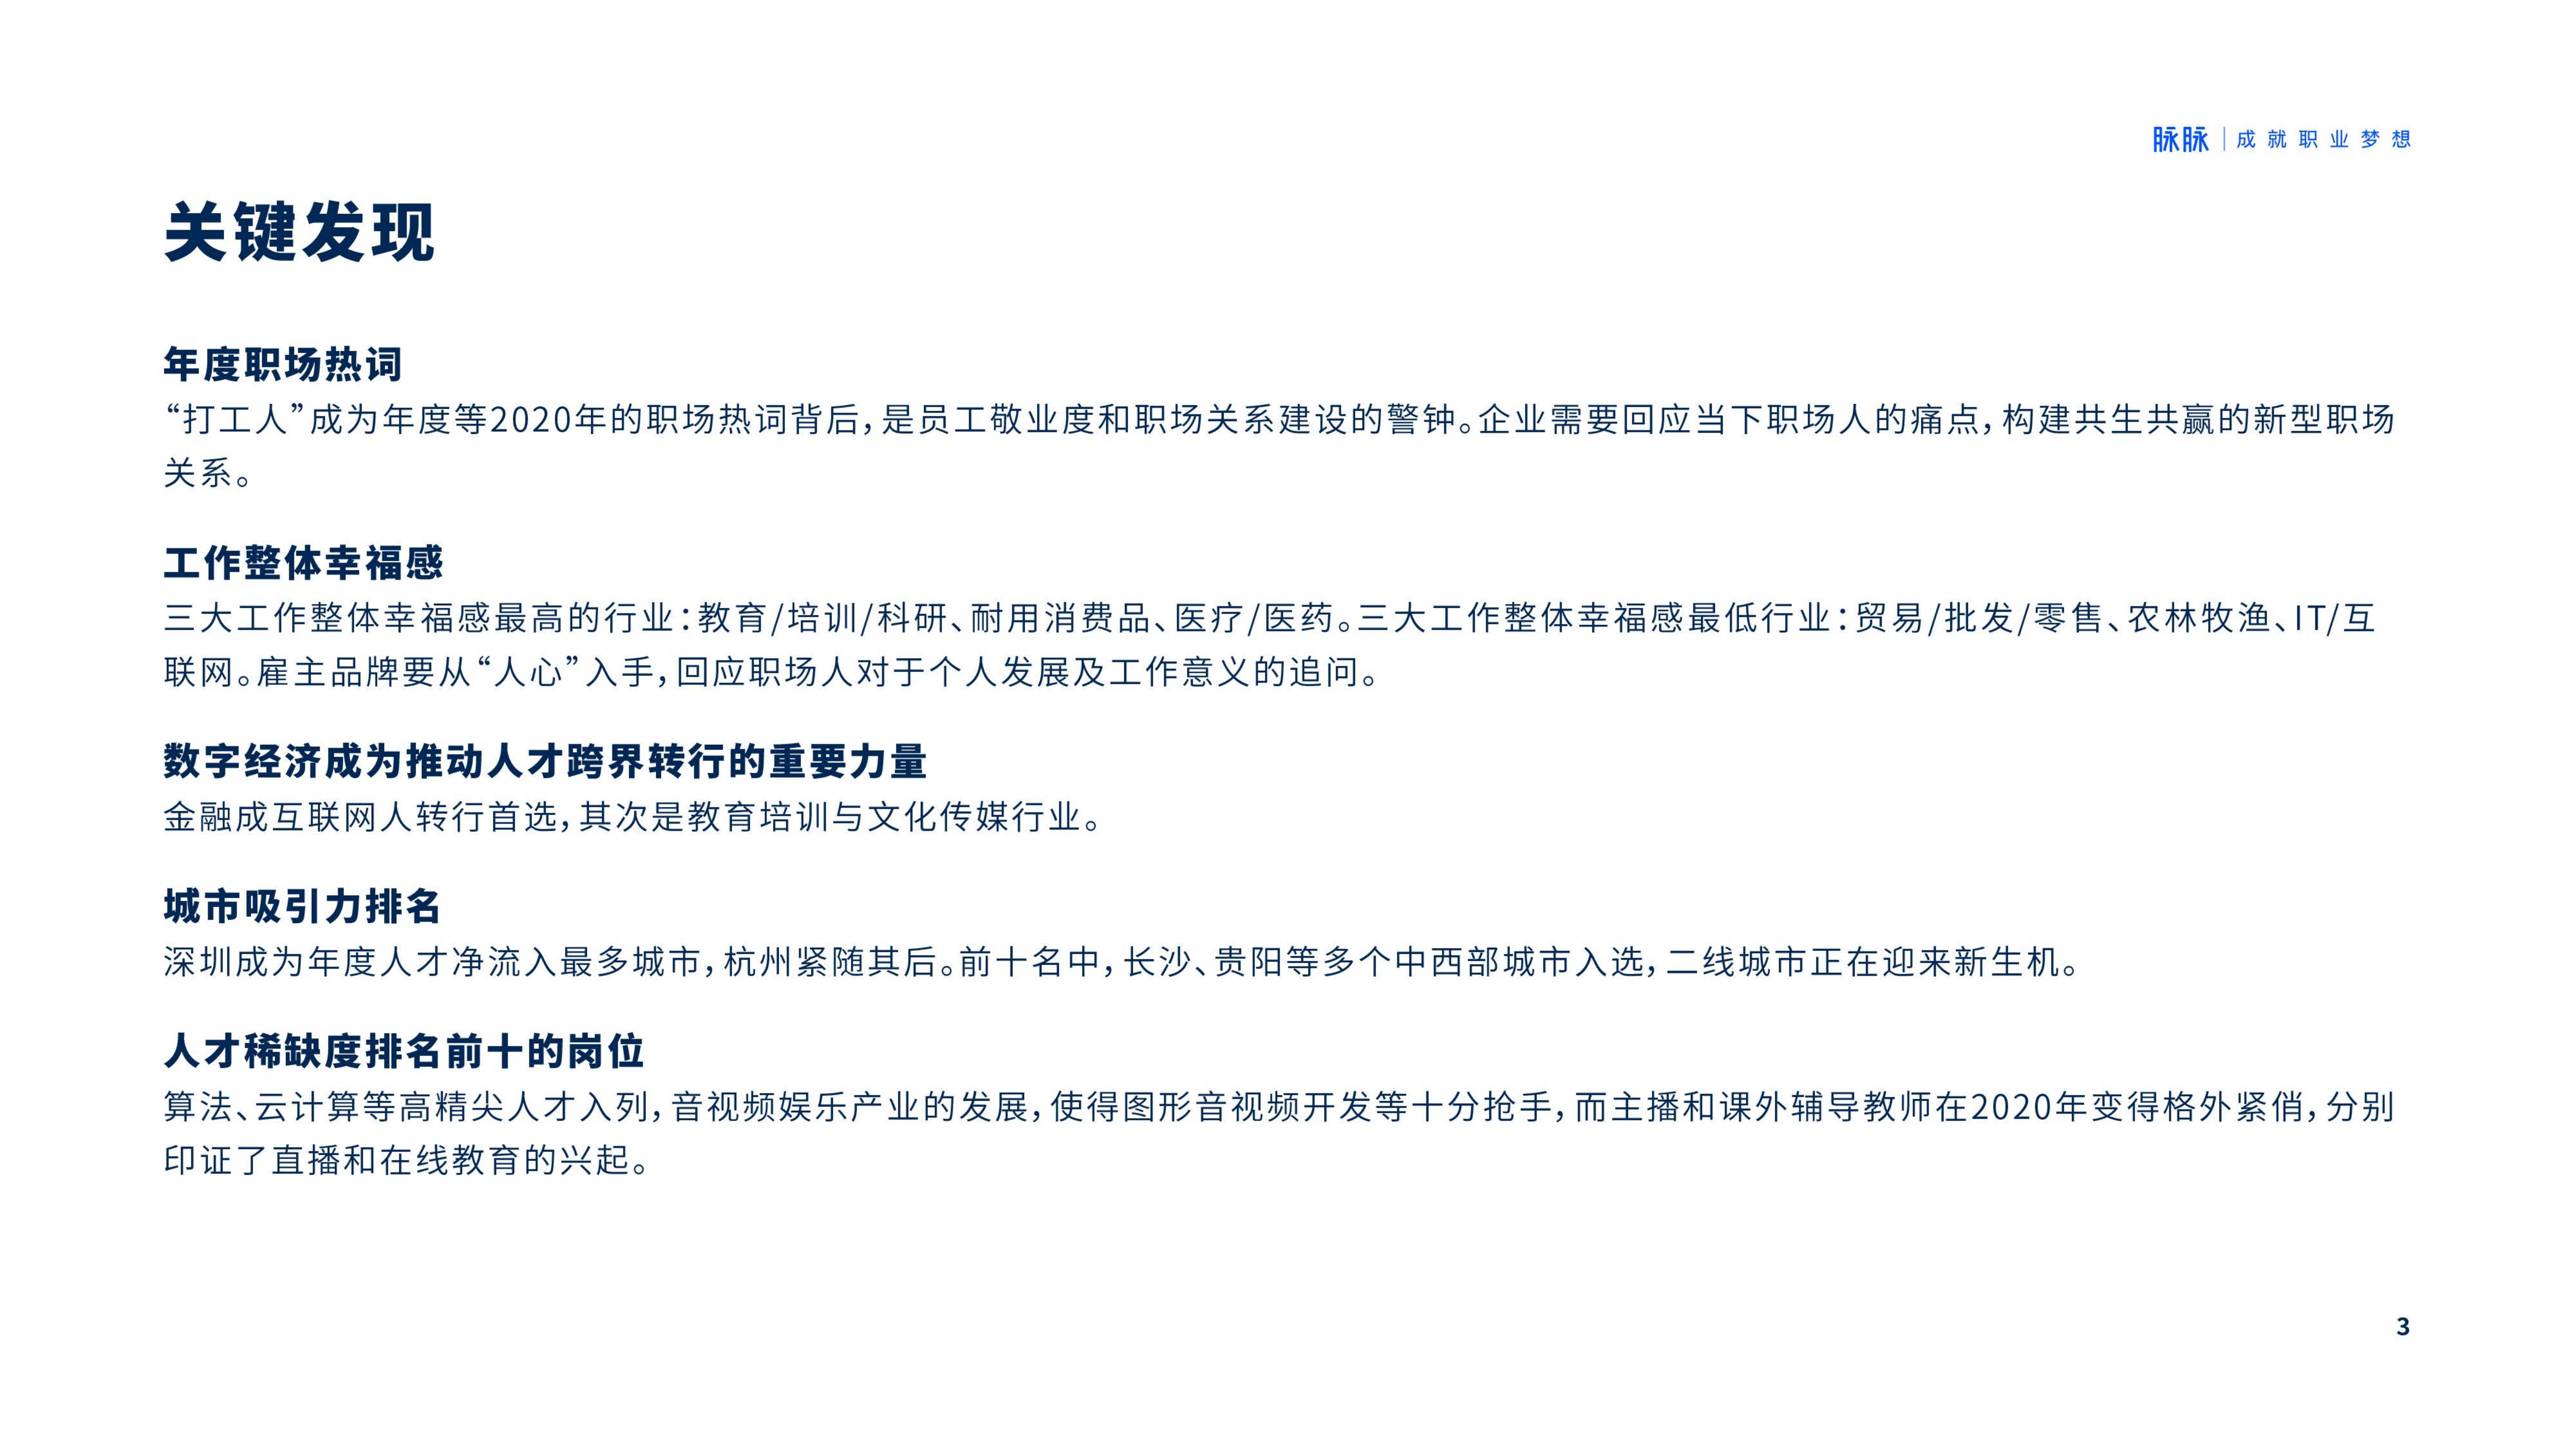 脉脉 | 成就职业梦想
关键发现
年度职场热词
“打工人”成为年度等2020年的职场热词背后，是员工敬业度和职场关系建设的警钟。企业需要回应当下职场人的痛点，构建共生共赢的新型职场
关系。
工作整体幸福感
三大工作整体幸福感最高的行业：教育/培训/科研、耐用消费品、医疗/医药。三大工作整体幸福感最低行业：贸易/批发/零售、农林牧渔、IT/互
联网。雇主品牌要从“人心”入手，回应职场人对于个人发展及工作意义的追问。
数字经济成为推动人才跨界转行的重要力量
金融成互联网人转行首选，其次是教育培训与文化传媒行业。
城市吸引力排名
深圳成为年度人才净流入最多城市，杭州紧随其后。前十名中，长沙、贵阳等多个中西部城市入选，二线城市正在迎来新生机。
人才稀缺度排名前十的岗位
算法、云计算等高精尖人才入列，音视频娱乐产业的发展，使得图形音视频开发等十分抢手，而主播和课外辅导教师在2020年变得格外紧俏，分别
印证了直播和在线教育的兴起。
3